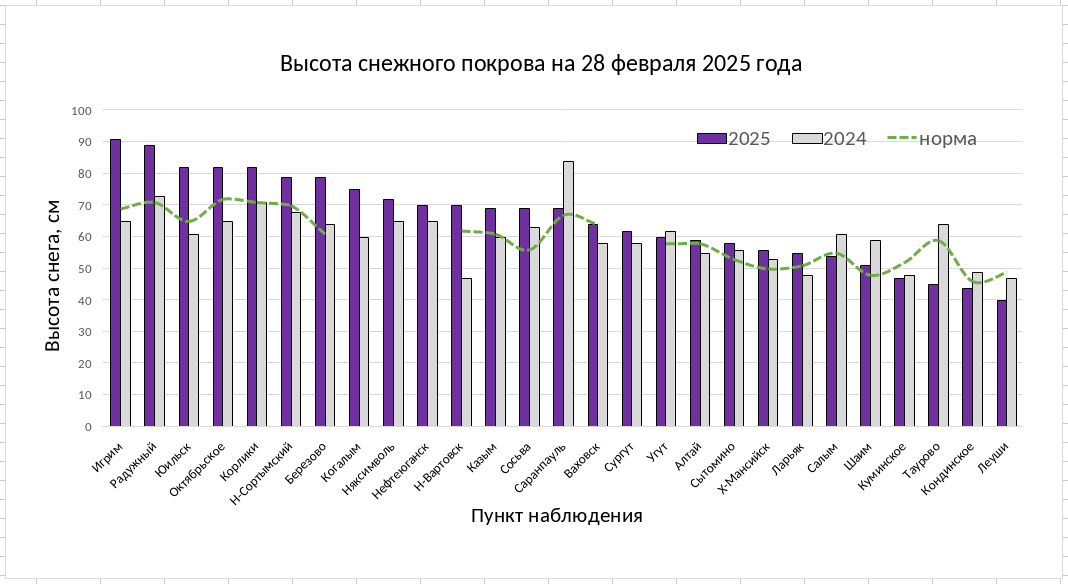 Высота снежного покрова на 28 февраля 2025 года
2025 2024 норма
Высота снега, см
100
90
80
70
60
50
40
30
20
10
0
Игрим
Радужный
Юильск
Октябрьское
Корлики
Н-Сортымский
Березово
Когалым
Няксимволь
Нефтеюганск
Н-Вартовск
Казым
Сосьва
Саранпауль
Ваховск
Сургут
Угут
Алтай
Сытомино
Х-Мансийск
Ларьяк
Салым
Шаим
Куминское
Таурово
Кондинское
Леуши
Пункт наблюдения